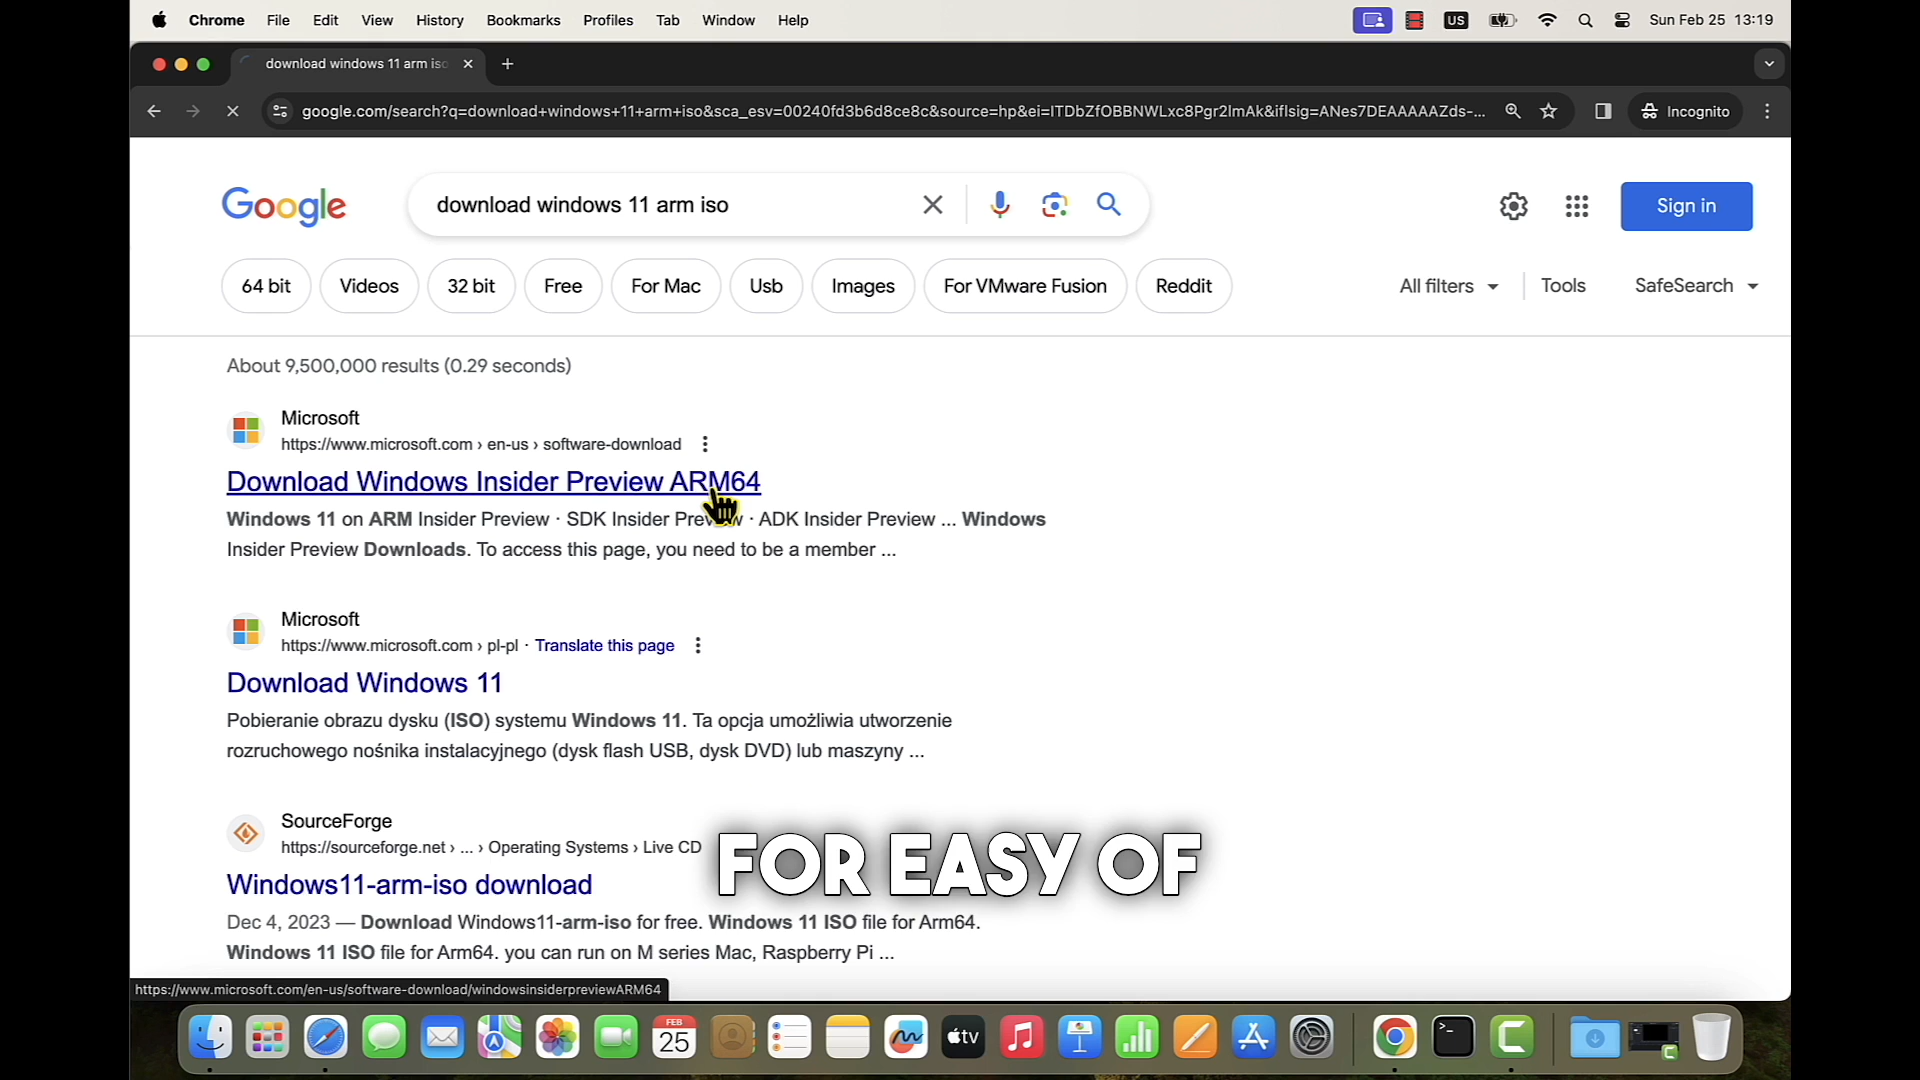 Chrome File Edit View History Bookmarks Profiles Tab Window Help US Sun Feb 25 13:19
download windows 11 arm iso
google.com/search?q=download+windows+11+arm+iso&sca_esv=00240fd3b6d8ce8c&source=hp&ei=ITDbZfOBBNWLxc8Pgr2lmAk&iflsig=ANes7DEAAAAAZds-... Incognito
Google download windows 11 arm iso Sign in
64 bit Videos 32 bit Free For Mac Usb Images For VMware Fusion Reddit All filters Tools SafeSearch
About 9,500,000 results (0.29 seconds)
Microsoft
https://www.microsoft.com › en-us › software-download
Download Windows Insider Preview ARM64
Windows 11 on ARM Insider Preview · SDK Insider Preview · ADK Insider Preview ... Windows
Insider Preview Downloads. To access this page, you need to be a member ...
Microsoft
https://www.microsoft.com › pl-pl · Translate this page
Download Windows 11
Pobieranie obrazu dysku (ISO) systemu Windows 11. Ta opcja umożliwia utworzenie
rozruchowego nośnika instalacyjnego (dysk flash USB, dysk DVD) lub maszyny ...
SourceForge
https://sourceforge.net › ... › Operating Systems › Live CD
FOR EASY OF
Windows11-arm-iso download
Dec 4, 2023 — Download Windows11-arm-iso for free. Windows 11 ISO file for Arm64.
Windows 11 ISO file for Arm64. you can run on M series Mac, Raspberry Pi ...
https://www.microsoft.com/en-us/software-download/windowsinsiderpreviewARM64
FEB
25
tv